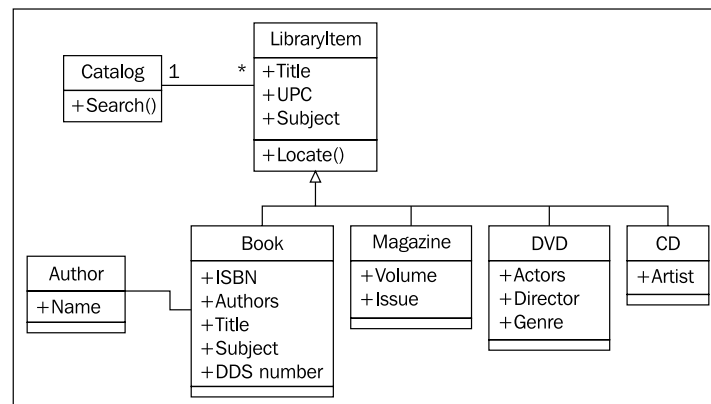 LibraryItem
+Title
+UPC
+Subject
+Locate()
Catalog
+Search()
1
*
Book
+ISBN
+Authors
+Title
+Subject
+DDS number
Magazine
+Volume
+Issue
DVD
+Actors
+Director
+Genre
CD
+Artist
Author
+Name